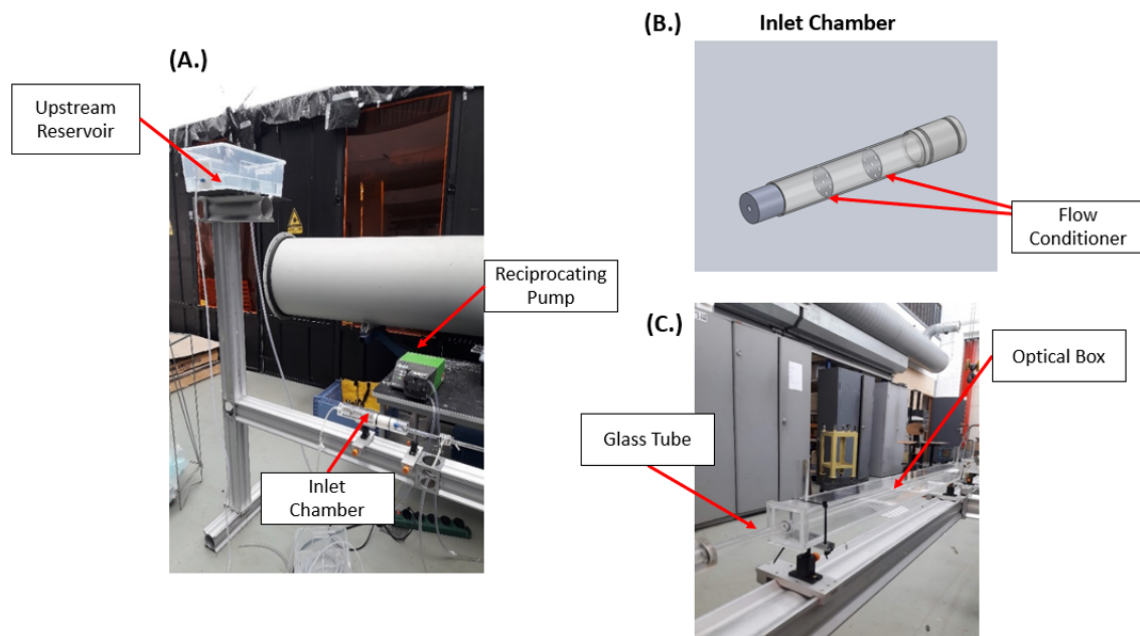 (A.)
Upstream
Reservoir
Reciprocating
Pump
Inlet
Chamber
(B.)
Inlet Chamber
Flow
Conditioner
(C.)
Optical Box
Glass Tube